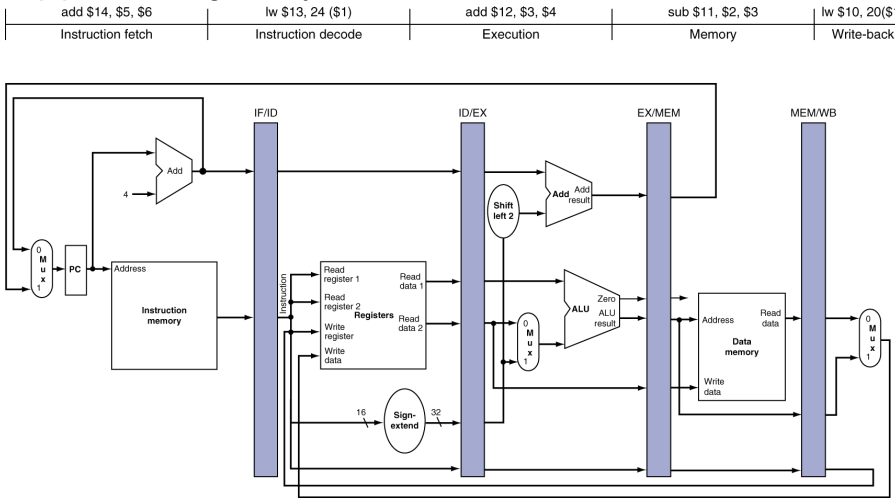 add $14, $5, $6
lw $13, 24 ($1)
add $12, $3, $4
sub $11, $2, $3
lw $10, 20($
Instruction fetch
Instruction decode
Execution
Memory
Write-back
IF/ID
ID/EX
EX/MEM
MEM/WB
Add
4
Add
Add
result
Shift
left 2
0
M
u
x
1
PC
Address
Instruction
memory
Instruction
Read
register 1
Read
register 2
Write
register
Write
data
Registers
Read
data 1
Read
data 2
16
Sign-
extend
32
0
M
u
x
1
ALU
Zero
ALU
result
Address
Read
data
Data
memory
Write
data
0
M
u
x
1